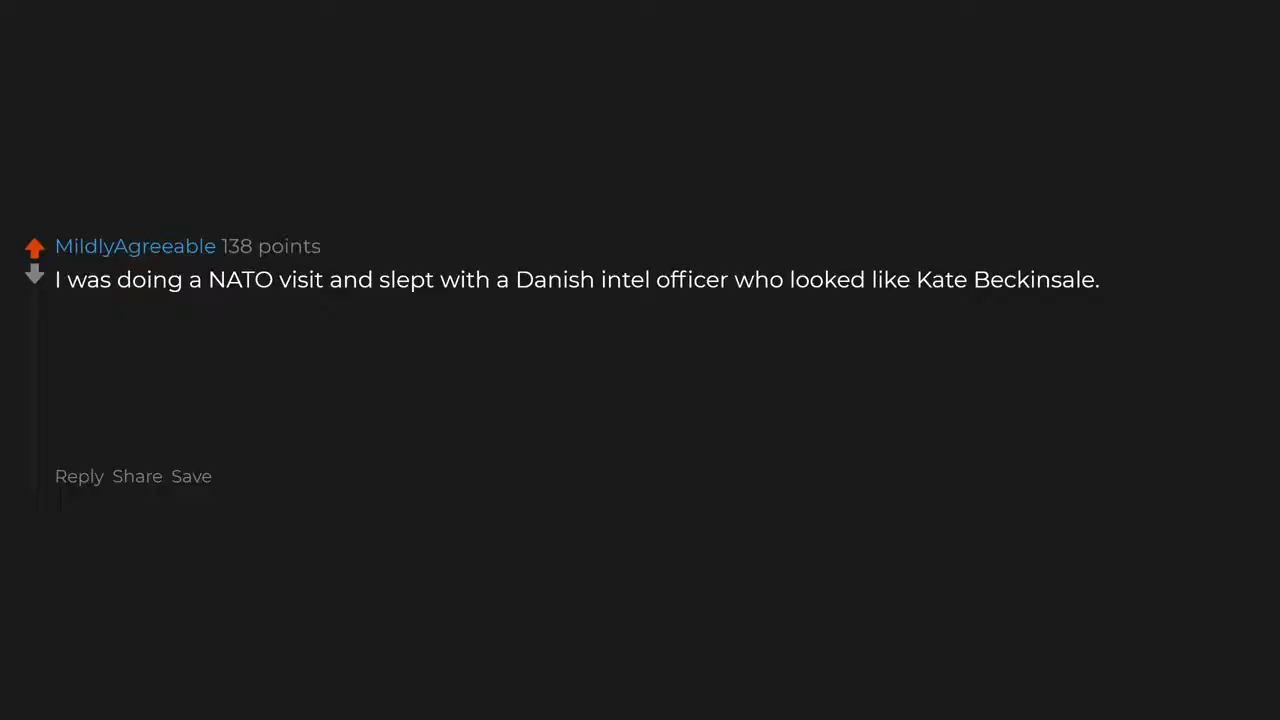 MildlyAgreeable 138 points
I was doing a NATO visit and slept with a Danish intel officer who looked like Kate Beckinsale.
Reply Share Save